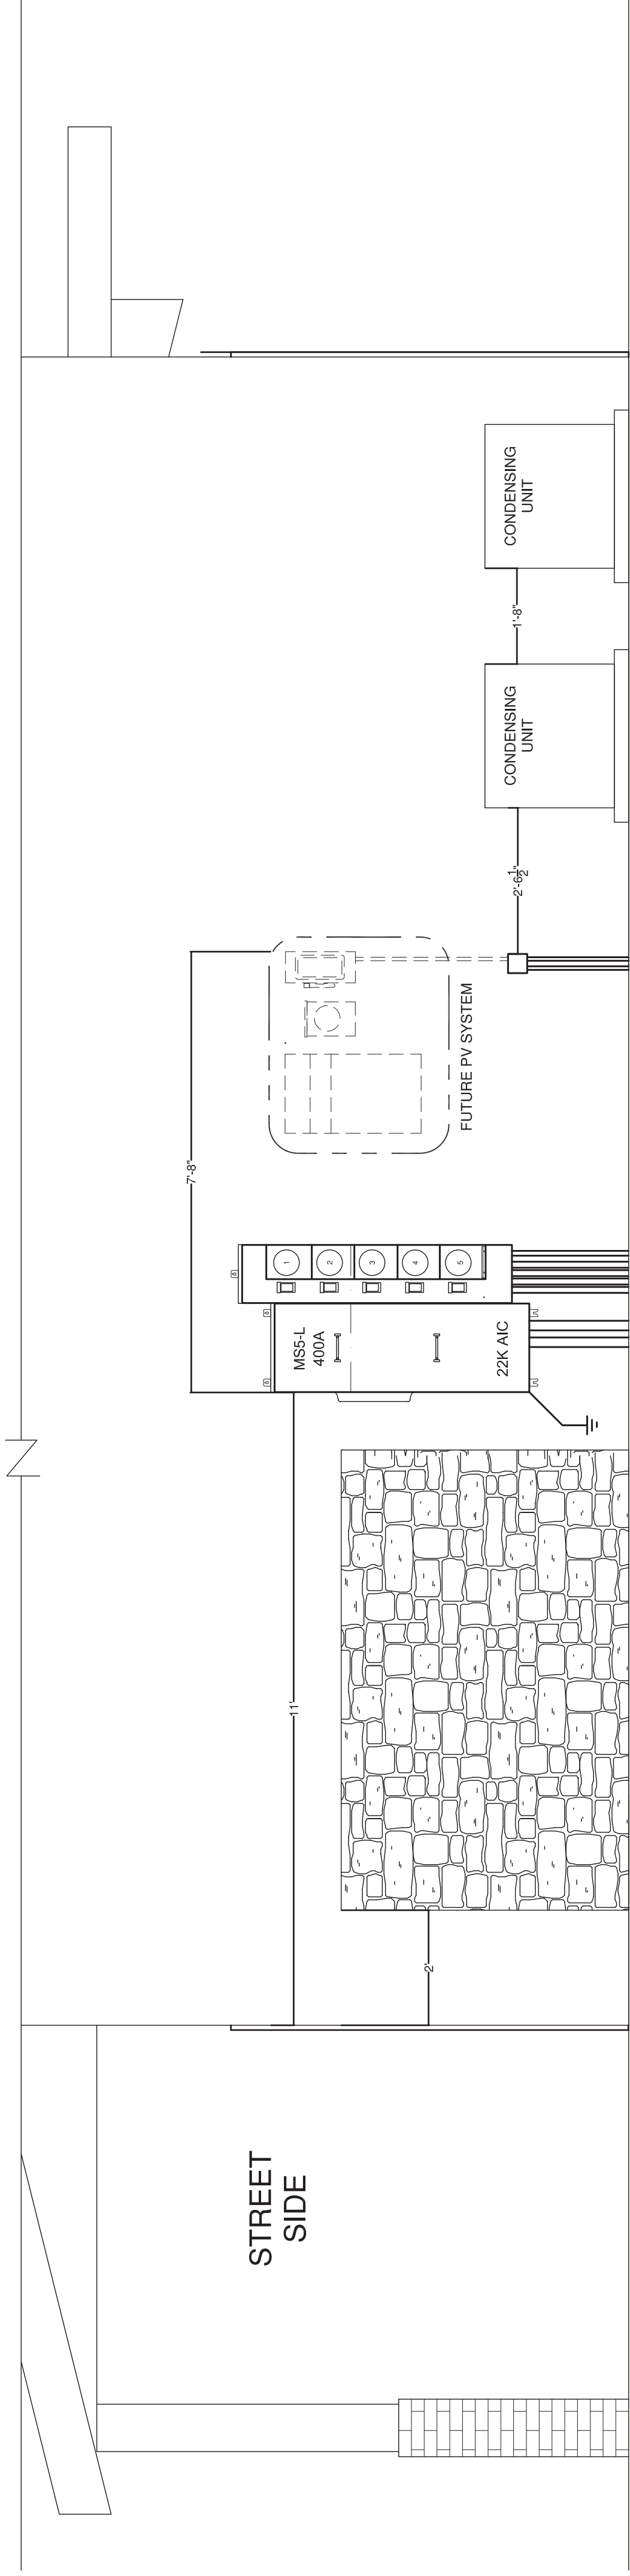 STREET
SIDE
2'
11'
MS5-L
400A
22K AIC
1
2
3
4
5
7'-8"
FUTURE PV SYSTEM
2'-6½"
CONDENSING
UNIT
1'-8"
CONDENSING
UNIT